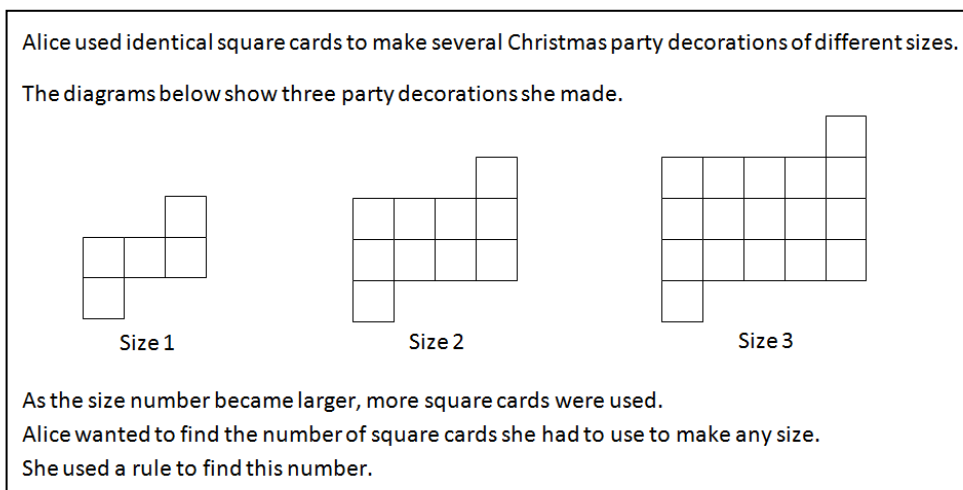 Alice used identical square cards to make several Christmas party decorations of different sizes.
The diagrams below show three party decorations she made.
Size 1
Size 2
Size 3
As the size number became larger, more square cards were used.
Alice wanted to find the number of square cards she had to use to make any size.
She used a rule to find this number.